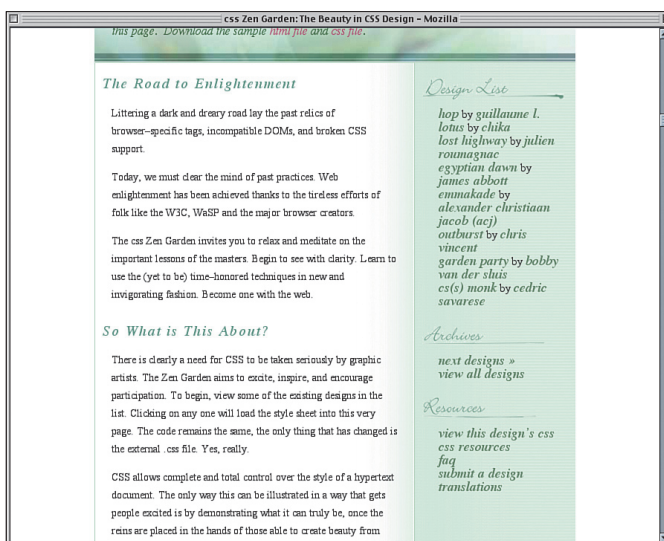 css Zen Garden: The Beauty in CSS Design – Mozilla
this page. Download the sample html file and css file.
The Road to Enlightenment
Littering a dark and dreary road lay the past relics of
browser–specific tags, incompatible DOMs, and broken CSS
support.
Today, we must clear the mind of past practices. Web
enlightenment has been achieved thanks to the tireless efforts of
folk like the W3C, WaSP and the major browser creators.
The css Zen Garden invites you to relax and meditate on the
important lessons of the masters. Begin to see with clarity. Learn to
use the (yet to be) time–honored techniques in new and
invigorating fashion. Become one with the web.
So What is This About?
There is clearly a need for CSS to be taken seriously by graphic
artists. The Zen Garden aims to excite, inspire, and encourage
participation. To begin, view some of the existing designs in the
list. Clicking on any one will load the style sheet into this very
page. The code remains the same, the only thing that has changed is
the external .css file. Yes, really.
CSS allows complete and total control over the style of a hypertext
document. The only way this can be illustrated in a way that gets
people excited is by demonstrating what it can truly be, once the
reins are placed in the hands of those able to create beauty from
Design List
hop by guillaume l.
lotus by chika
lost highway by julien
roumagnac
egyptian dawn by
james abbott
emmakade by
alexander christiaan
jacob (acj)
outburst by chris
vincent
garden party by bobby
van der sluis
cs(s) monk by cedric
savarese
Archives
next designs »
view all designs
Resources
view this design's css
css resources
faq
submit a design
translations